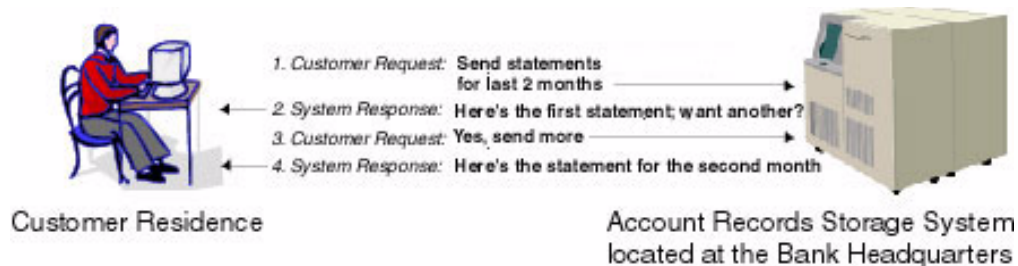 1. Customer Request: Send statements
for last 2 months
2. System Response: Here's the first statement; want another?
3. Customer Request: Yes, send more
4. System Response: Here's the statement for the second month
Customer Residence
Account Records Storage System
located at the Bank Headquarters